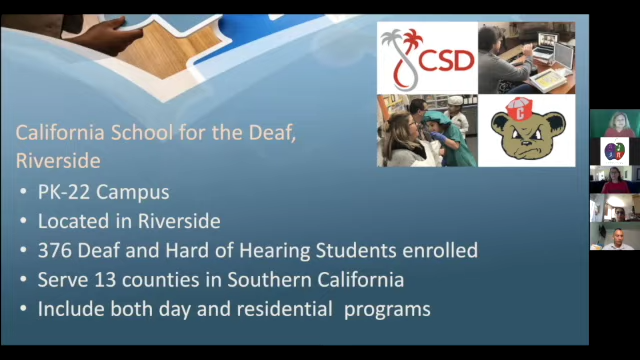 CSD
C
California School for the Deaf,
Riverside
• PK-22 Campus
• Located in Riverside
• 376 Deaf and Hard of Hearing Students enrolled
• Serve 13 counties in Southern California
• Include both day and residential programs